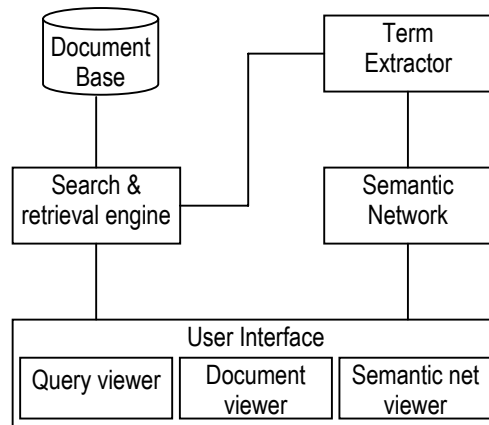 Document
Base
Term
Extractor
Search &
retrieval engine
Semantic
Network
User Interface
Query viewer
Document
viewer
Semantic net
viewer